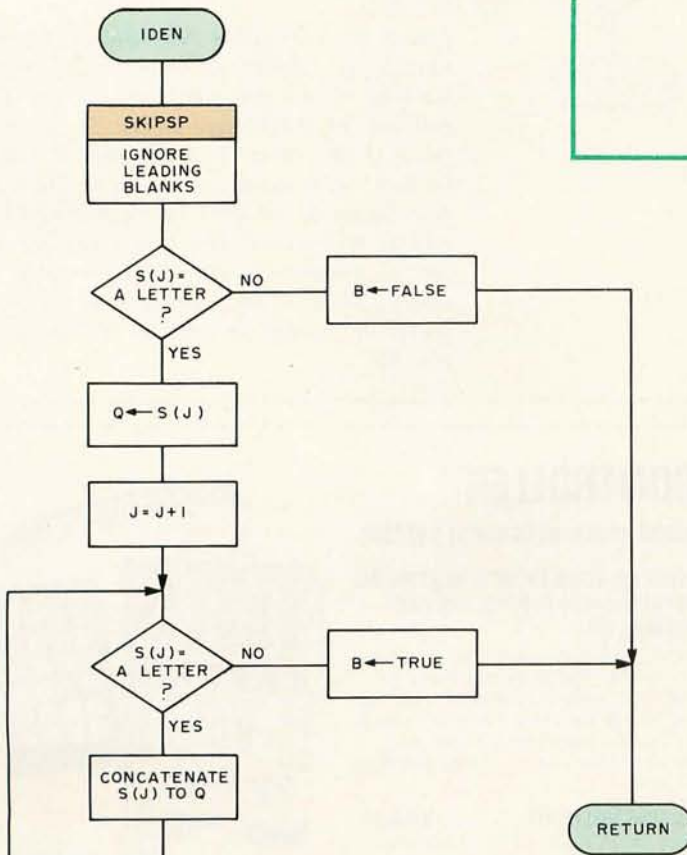 IDEN
SKIPSP
IGNORE
LEADING
BLANKS
S(J)=
A LETTER
?
NO
B←FALSE
YES
Q←S(J)
J=J+1
S(J)=
A LETTER
?
NO
B←TRUE
YES
CONCATENATE
S(J) TO Q
RETURN